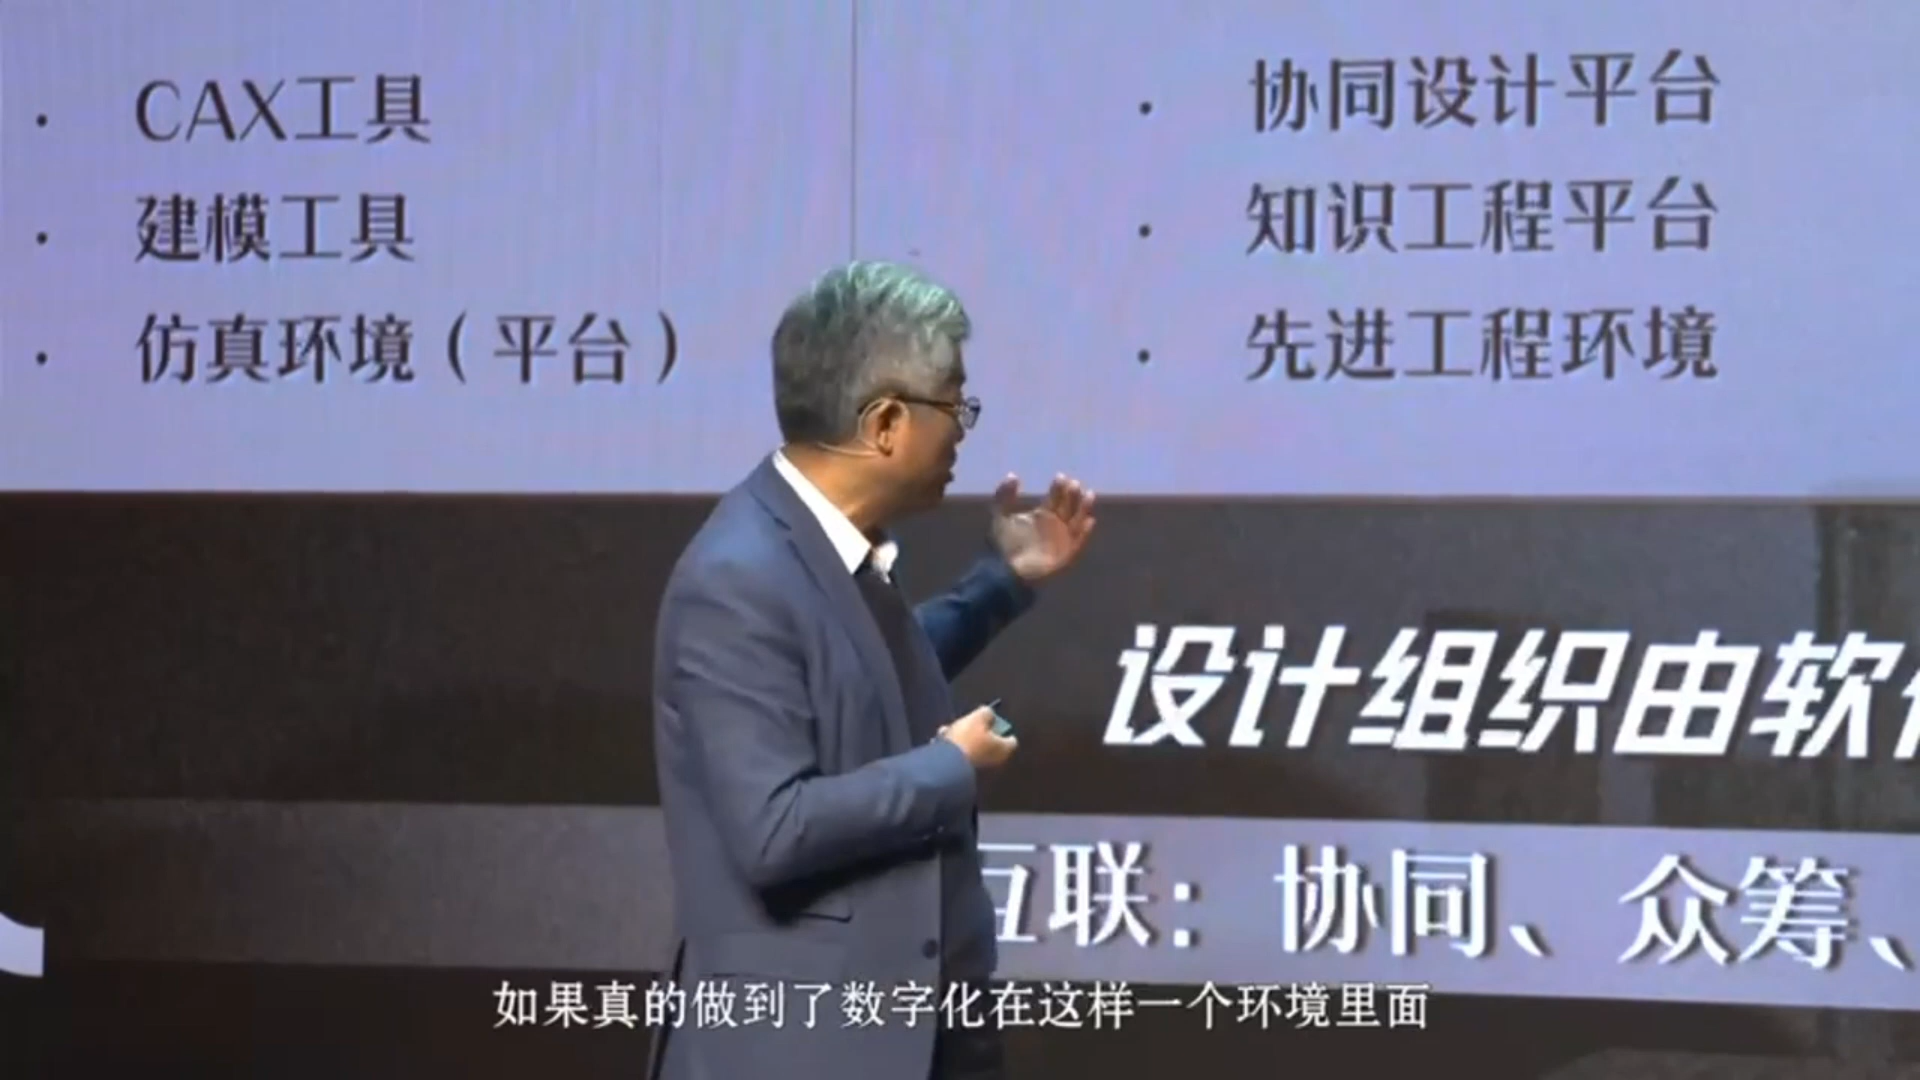 · CAX工具
· 建模工具
· 仿真环境（平台）
· 协同设计平台
· 知识工程平台
· 先进工程环境
设计组织由软
互联：协同、众筹、
如果真的做到了数字化在这样一个环境里面